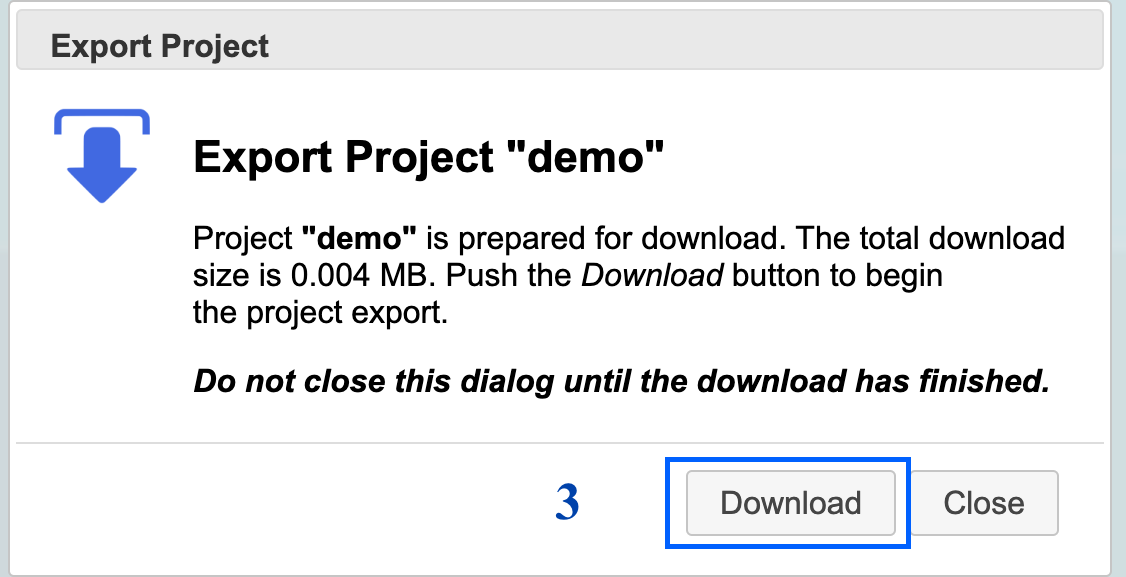 Export Project
Export Project "demo"
Project "demo" is prepared for download. The total download
size is 0.004 MB. Push the Download button to begin
the project export.
Do not close this dialog until the download has finished.
3 Download Close